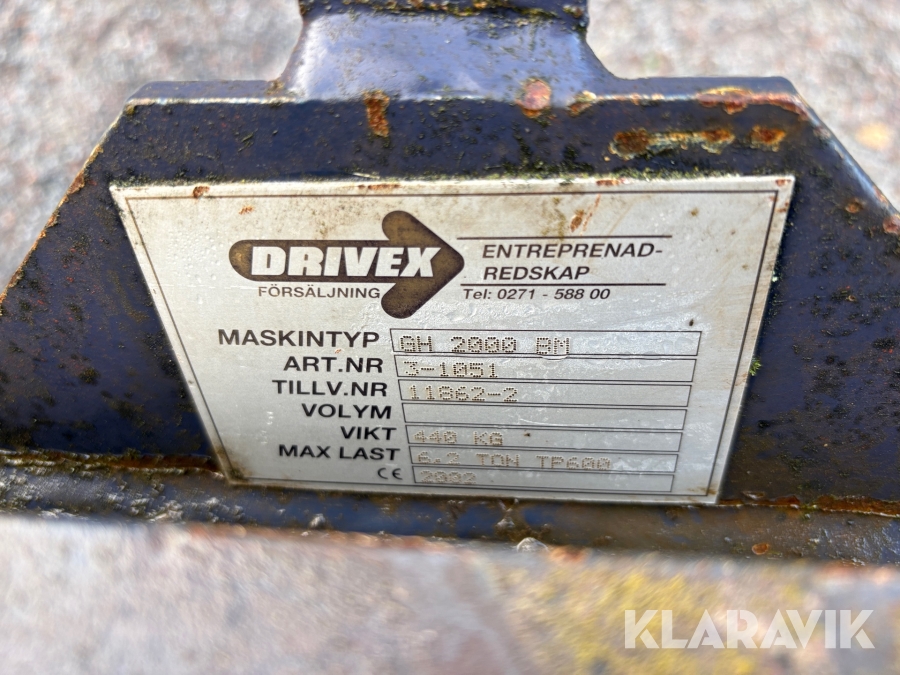 DRIVEX
FÖRSÄLJNING
ENTREPRENAD-
REDSKAP
Tel: 0271 - 588 00
MASKINTYP GH 2000 BM
ART.NR 3-1051
TILLV.NR 11862-2
VOLYM
VIKT 440 KG
MAX LAST 6.2 TON TP600
CE 2002
KLARAVIK